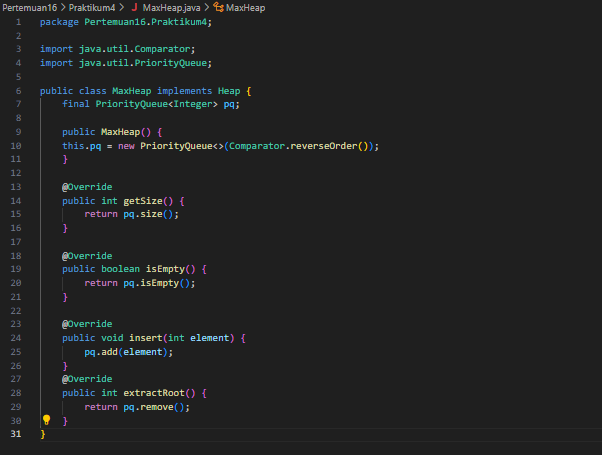 Pertemuan16 > Praktikum4 > J MaxHeap.java > MaxHeap
1 package Pertemuan16.Praktikum4;
2
3 import java.util.Comparator;
4 import java.util.PriorityQueue;
5
6 public class MaxHeap implements Heap {
7 final PriorityQueue<Integer> pq;
8
9 public MaxHeap() {
10 this.pq = new PriorityQueue<>(Comparator.reverseOrder());
11 }
12
13 @Override
14 public int getSize() {
15 return pq.size();
16 }
17
18 @Override
19 public boolean isEmpty() {
20 return pq.isEmpty();
21 }
22
23 @Override
24 public void insert(int element) {
25 pq.add(element);
26 }
27 @Override
28 public int extractRoot() {
29 return pq.remove();
30 }
31 }